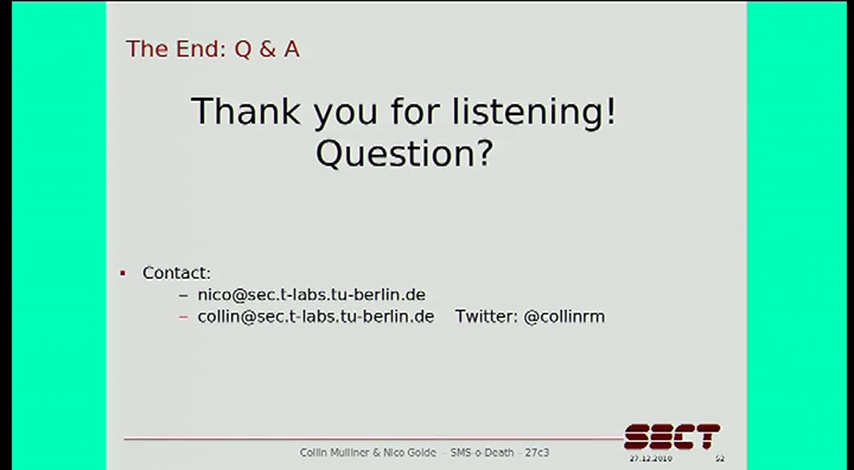 The End: Q & A
Thank you for listening!
Question?
Contact:
– nico@sec.t-labs.tu-berlin.de
– collin@sec.t-labs.tu-berlin.de Twitter: @collinrm
SECT
Collin Mulliner & Nico Golde - SMS-o-Death - 27c3
27.12.2010 52